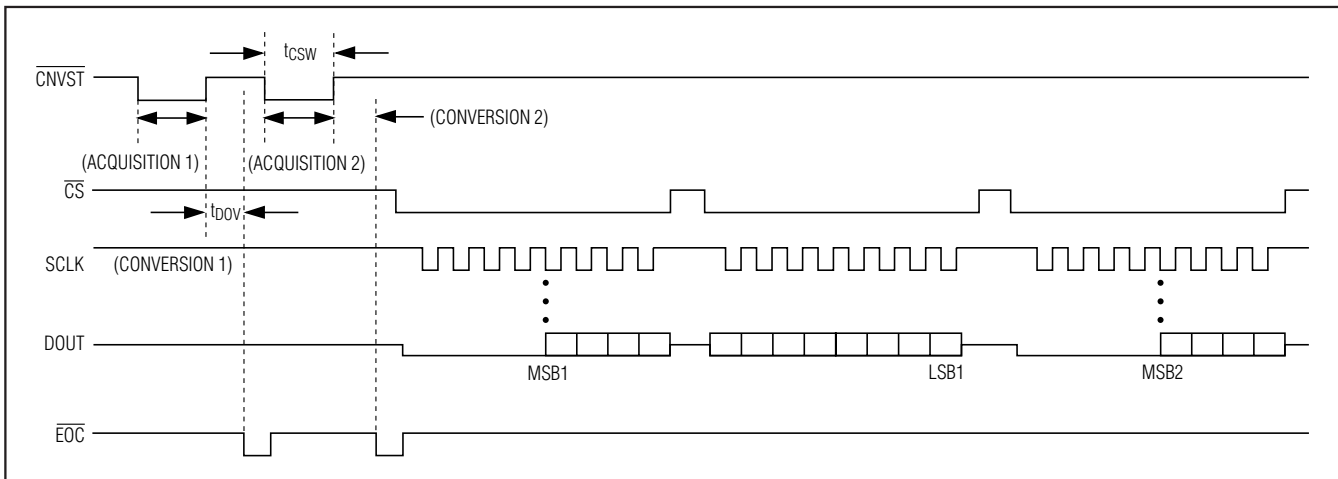 tCSW
CNVST
(CONVERSION 2)
(ACQUISITION 1)
(ACQUISITION 2)
CS
tDOV
SCLK
(CONVERSION 1)
DOUT
MSB1
LSB1
MSB2
EOC